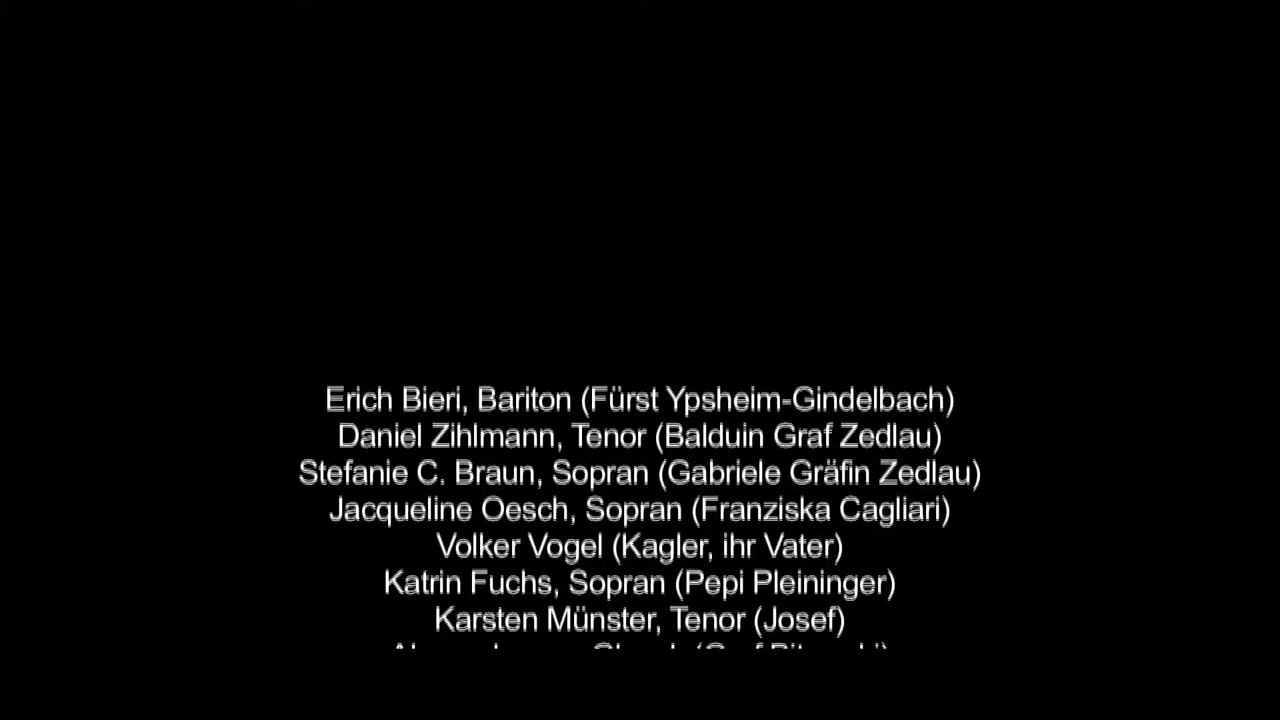 Erich Bieri, Bariton (Fürst Ypsheim-Gindelbach)
Daniel Zihlmann, Tenor (Balduin Graf Zedlau)
Stefanie C. Braun, Sopran (Gabriele Gräfin Zedlau)
Jacqueline Oesch, Sopran (Franziska Cagliari)
Volker Vogel (Kagler, ihr Vater)
Katrin Fuchs, Sopran (Pepi Pleininger)
Karsten Münster, Tenor (Josef)